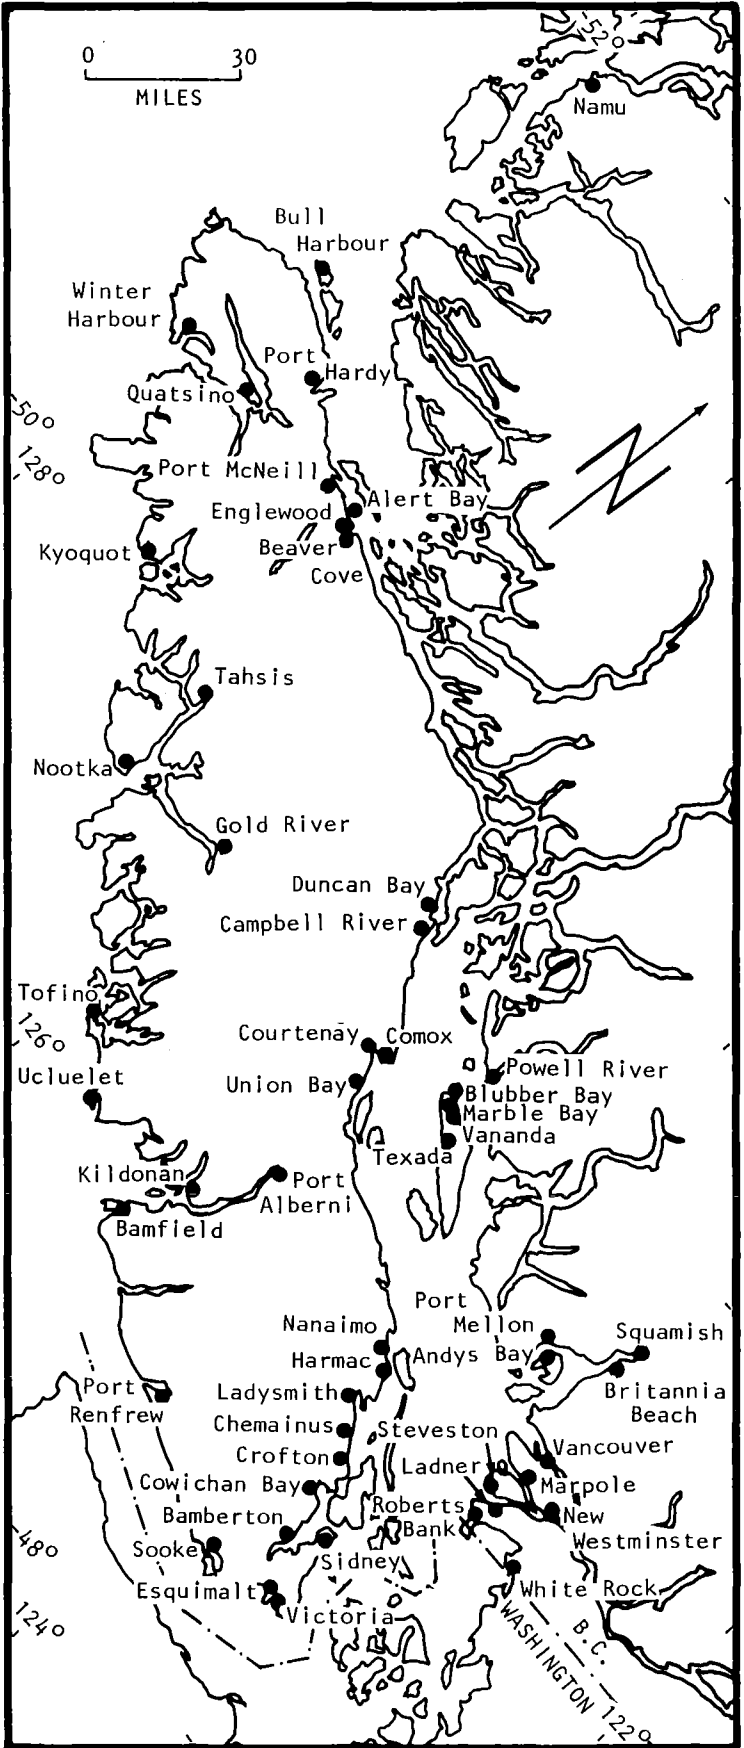 52°
0 30
MILES
Namu
Bull
Harbour
Winter
Harbour
Port
Hardy
Quatsino
50°
128°
N
Port McNeill
Alert Bay
Englewood
Beaver
Cove
Kyoquot
Tahsis
Nootka
Gold River
Duncan Bay
Campbell River
Tofino
126°
Courtenay
Comox
Ucluelet
Union Bay
Powell River
Blubber Bay
Marble Bay
Vananda
Texada
Kildonan
Port
Alberni
Bamfield
Port
Mellon
Nanaimo
Squamish
Harmac
Andys Bay
Port
Renfrew
Ladysmith
Britannia
Beach
Chemainus
Steveston
Vancouver
Crofton
Ladner
Cowichan Bay
Marpole
Roberts
Bank
Bamberton
New
Westminster
48°
Sooke
Sidney
Esquimalt
White Rock
Victoria
124°
B.C.
WASHINGTON
122°